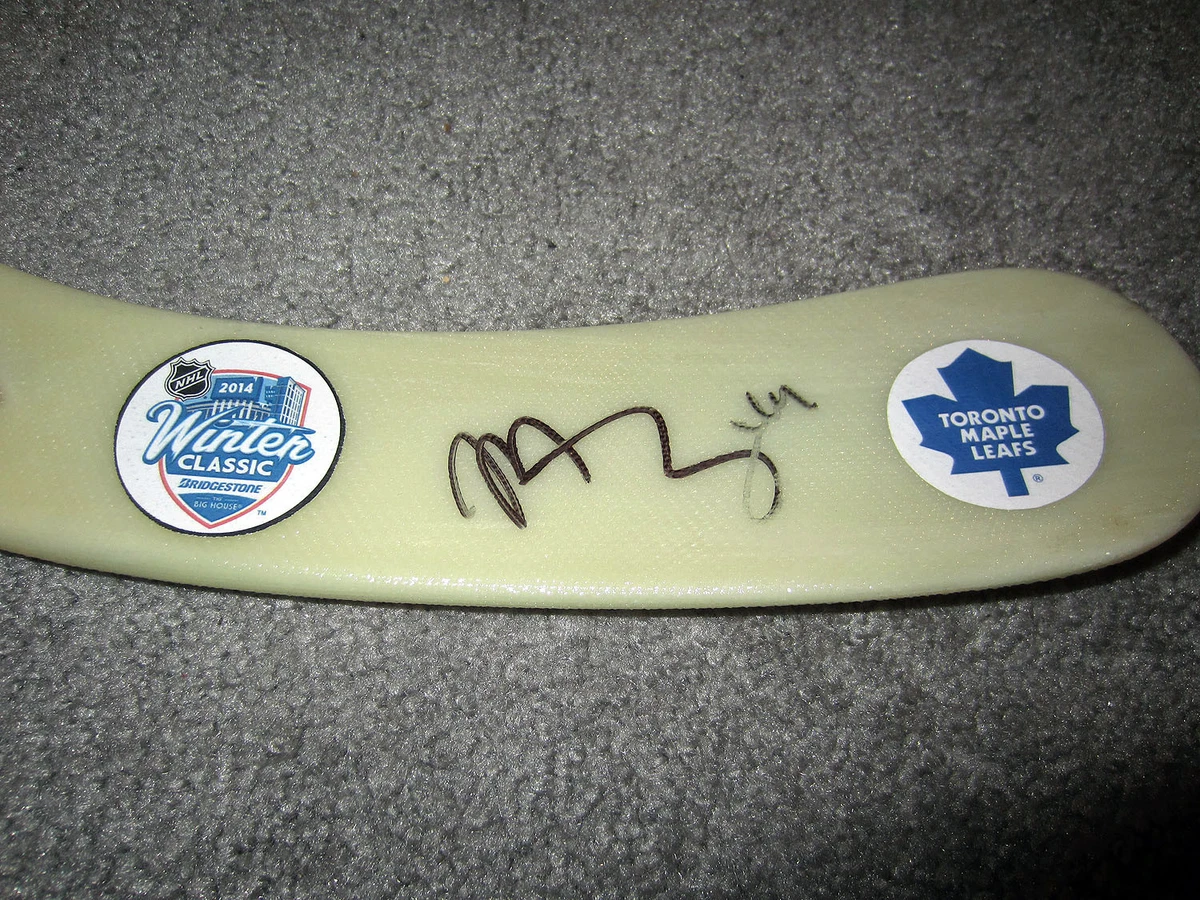 NHL
2014
Winter
CLASSIC
BRIDGESTONE
THE
BIG HOUSE®
TM
TORONTO
MAPLE
LEAFS
®